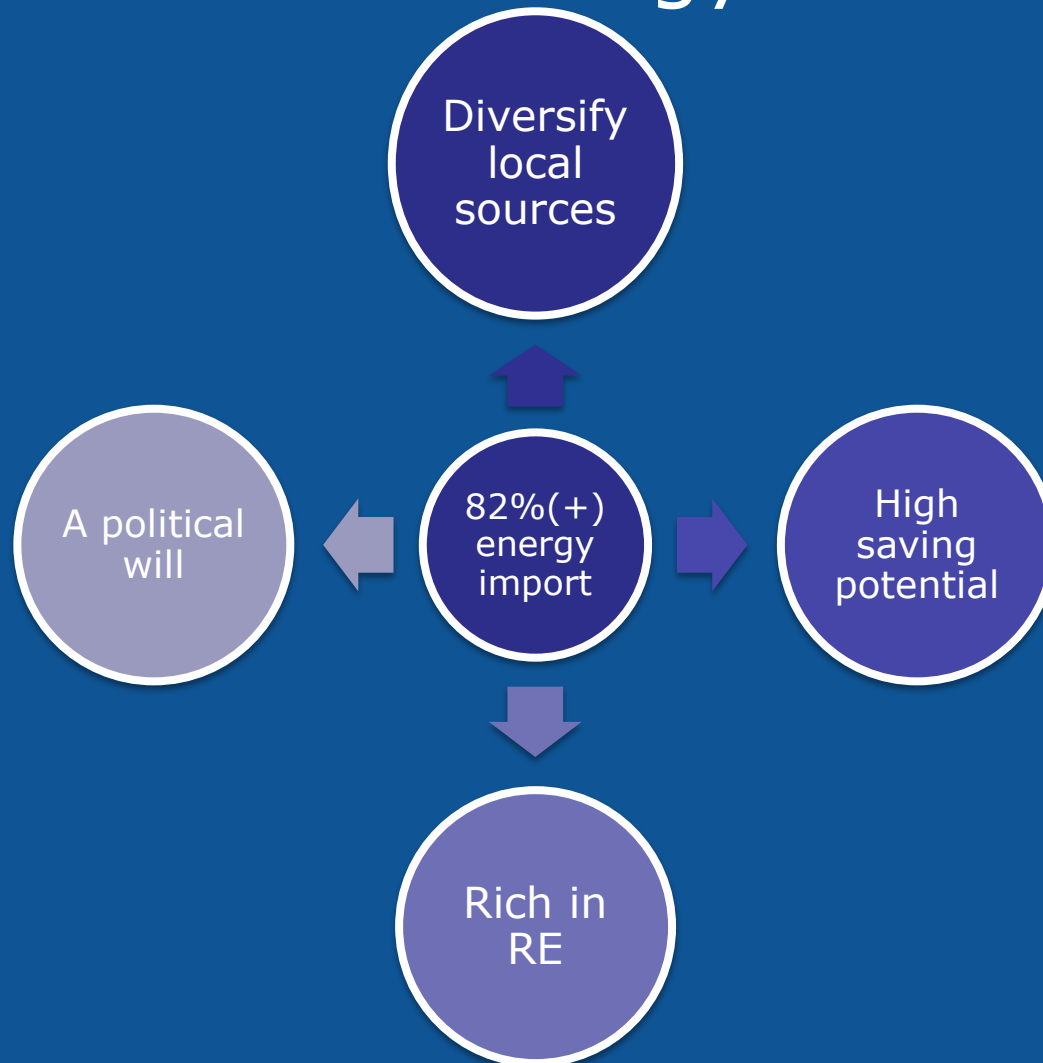 Diversify
local
sources
A political
will
82%(+)
energy
import
High
saving
potential
Rich in
RE